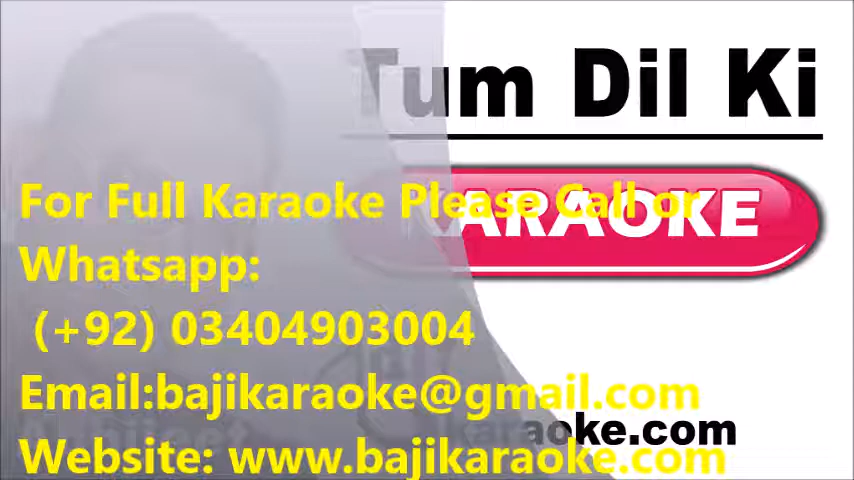 Tum Dil Ki
KARAOKE
For Full Karaoke Please Call or
Whatsapp:
(+92) 03404903004
Email:bajikaraoke@gmail.com
karaoke.com
Website: www.bajikaraoke.com